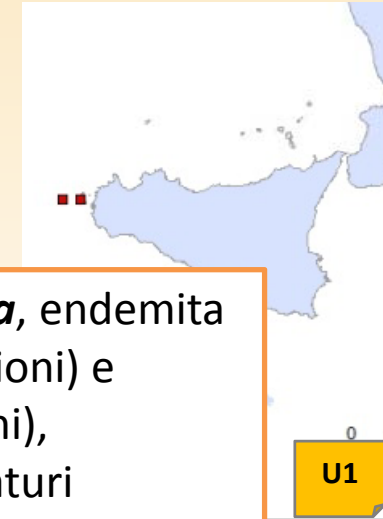 a, endemita
ioni) e
ni),
aturi
0
U1